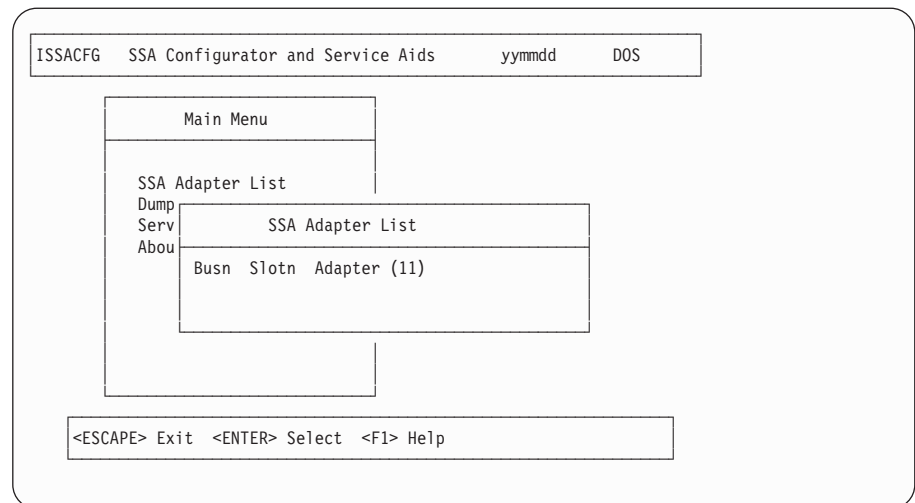 ISSACFG SSA Configurator and Service Aids yymmdd DOS
Main Menu
SSA Adapter List
Dump
Serv
Abou
SSA Adapter List
Busn Slotn Adapter (11)
<ESCAPE> Exit <ENTER> Select <F1> Help